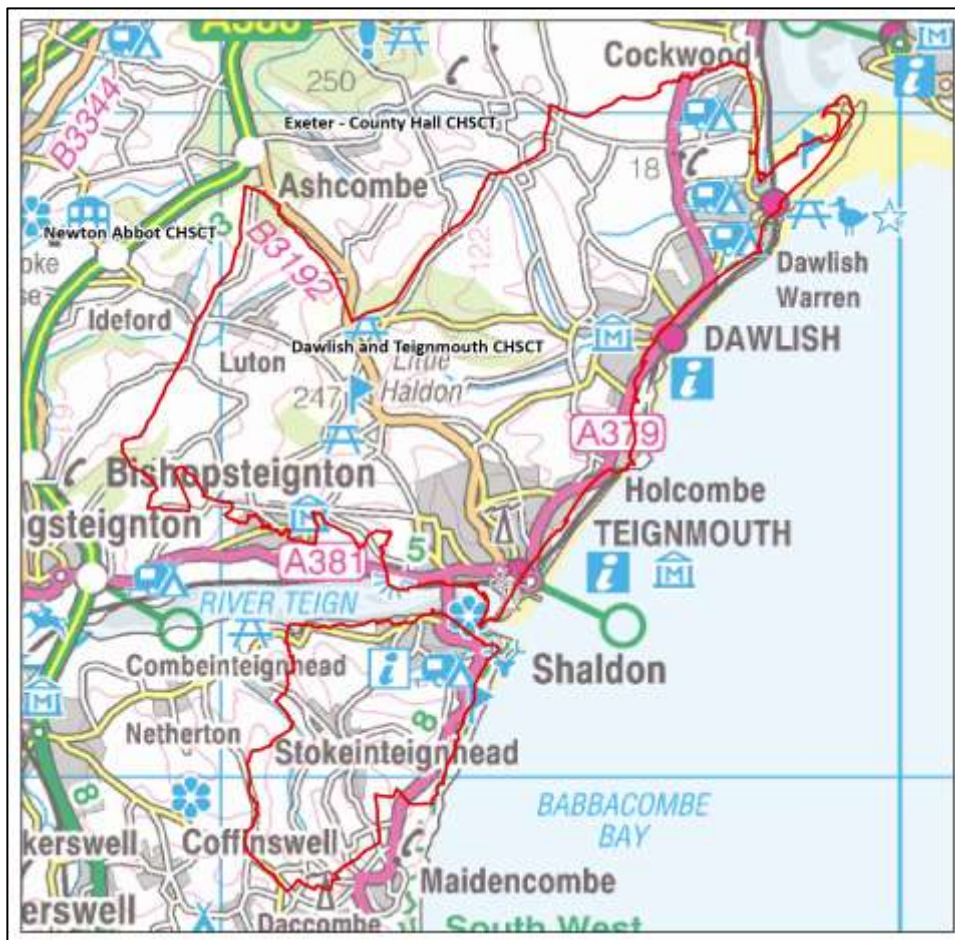 Cockwood
250
Exeter - County Hall CHSCT
B3344
18
Ashcombe
Newton Abbot CHSCT
3
B3192
122
Dawlish
Warren
Ideford
Luton
Dawlish and Teignmouth CHSCT
DAWLISH
Little
Haldon
247
A379
Bishopsteignton
Holcombe
gsteignton
TEIGNMOUTH
5
A381
RIVER TEIGN
Combeinteignhead
Shaldon
8
Netherton
Stokeinteignhead
8
BABBACOMBE
BAY
kerswell
Coffinswell
Maidencombe
erswell
Daccombe
South West